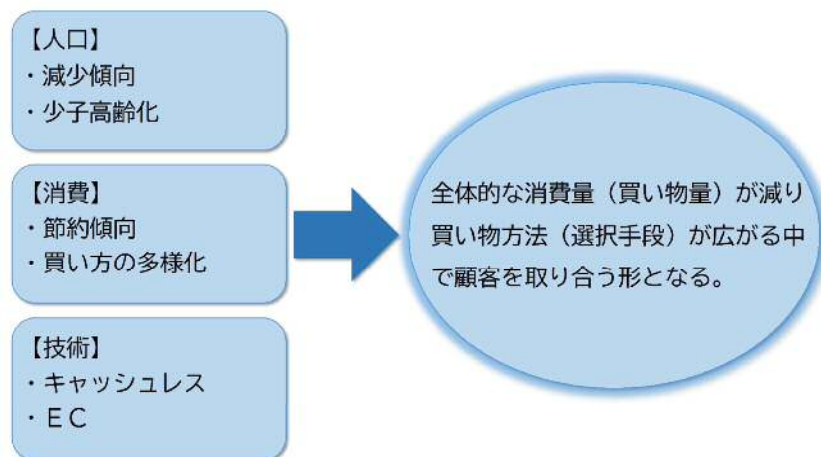 【人口】
・減少傾向
・少子高齢化
【消費】
・節約傾向
・買い方の多様化
【技術】
・キャッシュレス
・ＥＣ
全体的な消費量（買い物量）が減り
買い物方法（選択手段）が広がる中
で顧客を取り合う形となる。